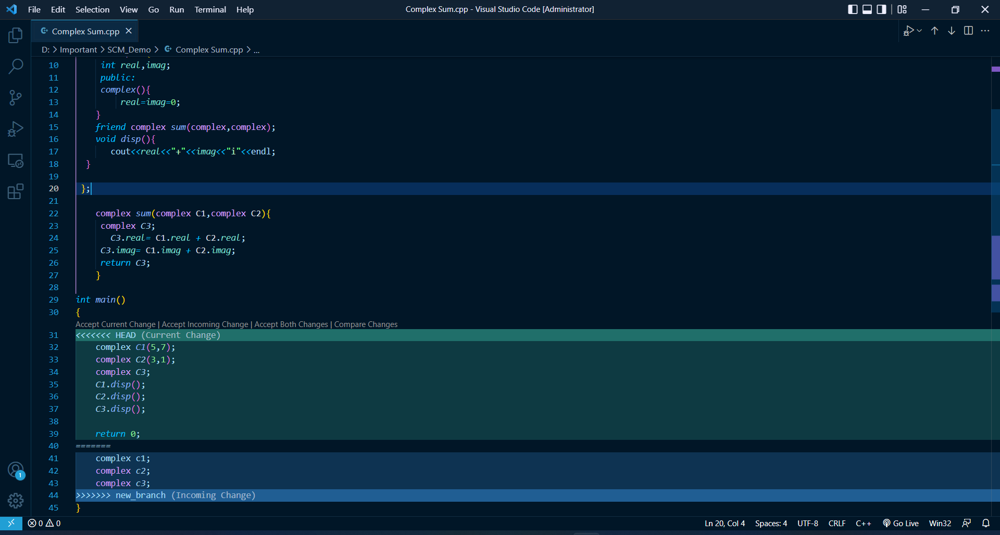 File Edit Selection View Go Run Terminal Help
Complex Sum.cpp - Visual Studio Code [Administrator]
Complex Sum.cpp
D: > Important > SCM_Demo > Complex Sum.cpp > ...
10 int real,imag;
11 public:
12 complex(){
13 real=imag=0;
14 }
15 friend complex sum(complex,complex);
16 void disp(){
17 cout<<real<<"+"<<imag<<"i"<<endl;
18 }
19
20 };
21
22 complex sum(complex C1,complex C2){
23 complex C3;
24 C3.real= C1.real + C2.real;
25 C3.imag= C1.imag + C2.imag;
26 return C3;
27 }
28
29 int main()
30 {
Accept Current Change | Accept Incoming Change | Accept Both Changes | Compare Changes
31 <<<<<<< HEAD (Current Change)
32 complex C1(5,7);
33 complex C2(3,1);
34 complex C3;
35 C1.disp();
36 C2.disp();
37 C3.disp();
38
39 return 0;
40 =======
41 complex c1;
42 complex c2;
43 complex c3;
44 >>>>>>> new_branch (Incoming Change)
45 }
1
0 0
Ln 20, Col 4 Spaces: 4 UTF-8 CRLF C++ Go Live Win32